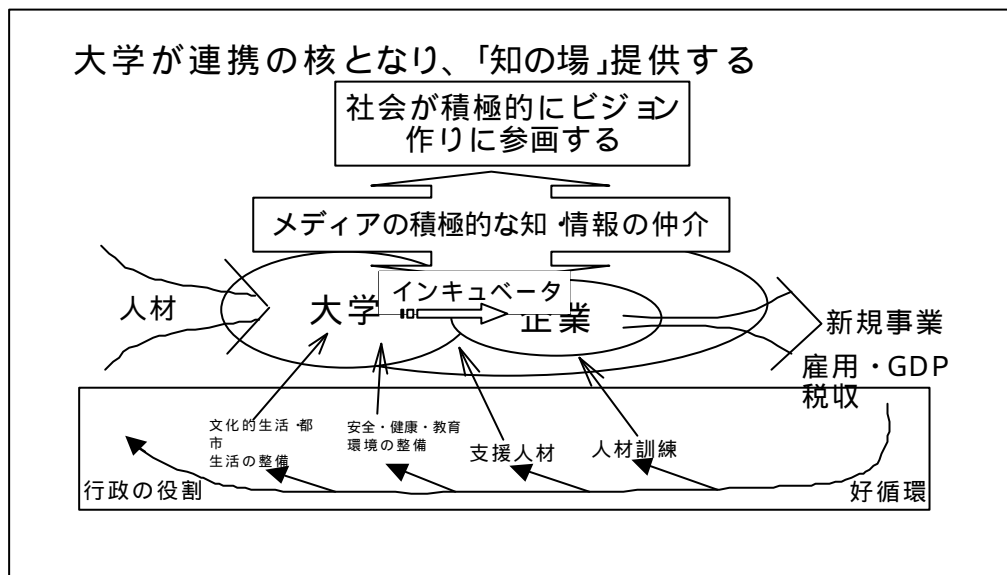 大学が連携の核となり、「知の場」提供する
社会が積極的にビジョン
作りに参画する
メディアの積極的な知・情報の仲介
インキュベータ
人材
大学
企業
新規事業
雇用・GDP
税収
文化的生活・都
市
生活の整備
安全・健康・教育
環境の整備
支援人材
人材訓練
行政の役割
好循環